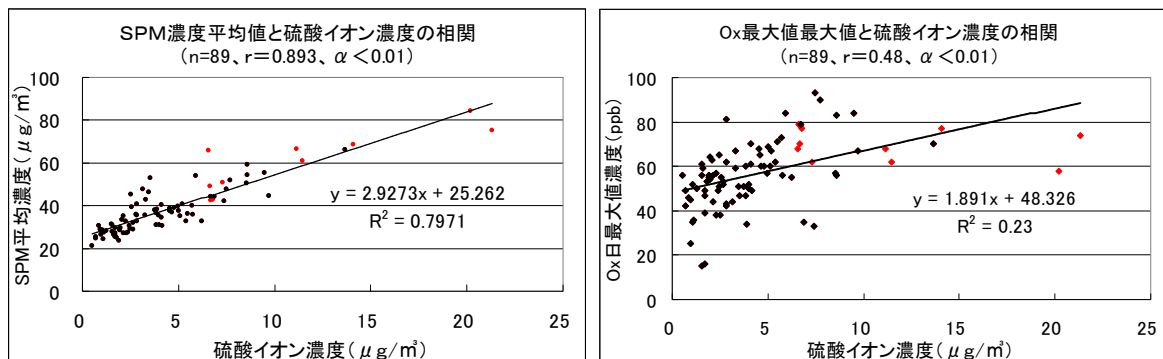 SPM濃度平均値と硫酸イオン濃度の相関
(n=89、r＝0.893、α＜0.01)
SPM平均濃度(μg/㎥)
100
80
60
40
20
0
y = 2.9273x + 25.262
R² = 0.7971
0 5 10 15 20 25
硫酸イオン濃度(μg/㎥)
Ox最大値最大値と硫酸イオン濃度の相関
(n=89、r＝0.48、α＜0.01)
Ox日最大値濃度(ppb)
100
80
60
40
20
0
y = 1.891x + 48.326
R² = 0.23
0 5 10 15 20 25
硫酸イオン濃度(μg/㎥)